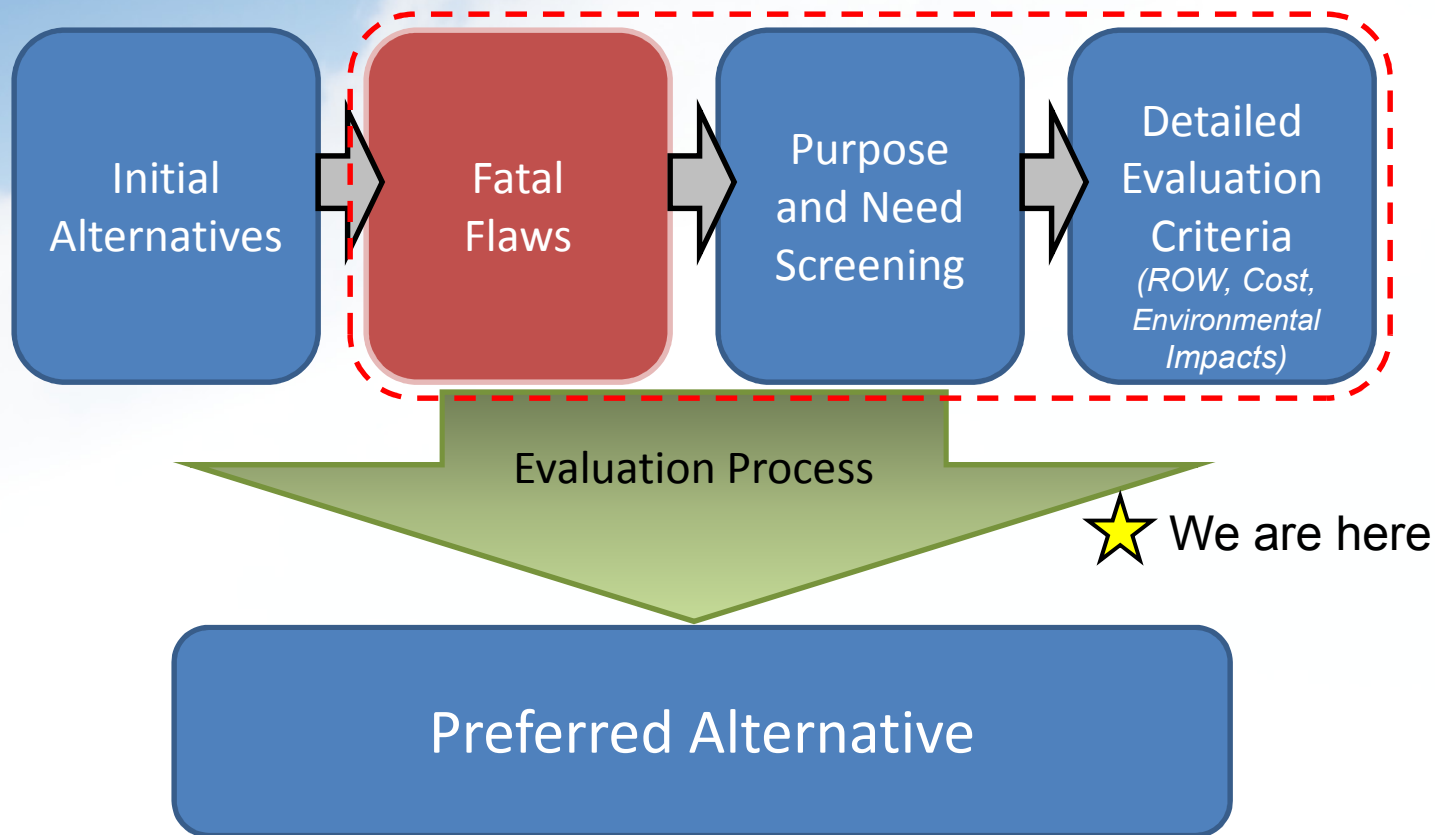 Initial
Alternatives
Fatal
Flaws
Purpose
and Need
Screening
Detailed
Evaluation
Criteria
(ROW, Cost,
Environmental
Impacts)
Evaluation Process
We are here
Preferred Alternative